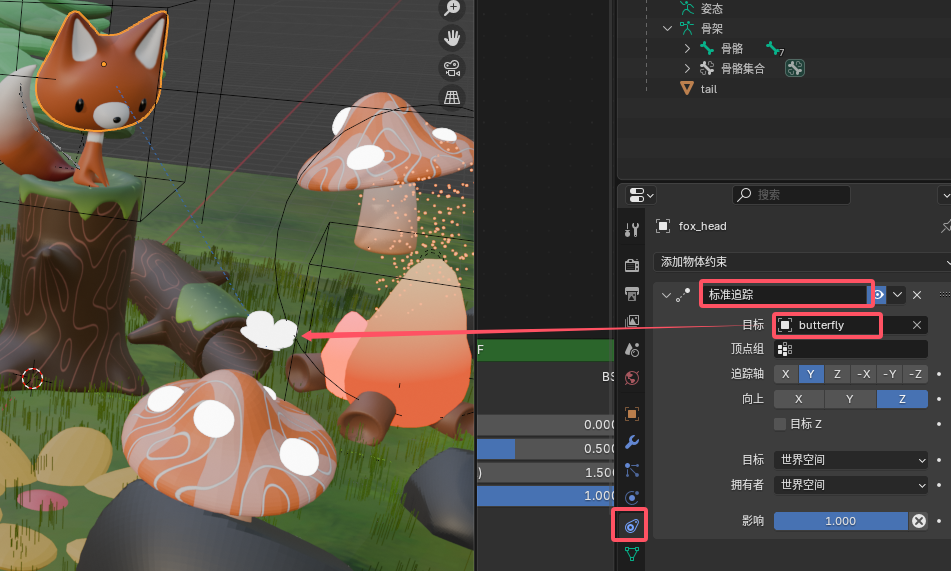 姿态
骨架
骨骼
7
骨骼集合
tail
搜索
fox_head
添加物体约束
标准追踪
目标
butterfly
顶点组
追踪轴 X Y Z -X -Y -Z
向上 X Y Z
目标 Z
目标 世界空间
拥有者 世界空间
影响 1.000
F
BS
0.000
0.500
) 1.500
1.000